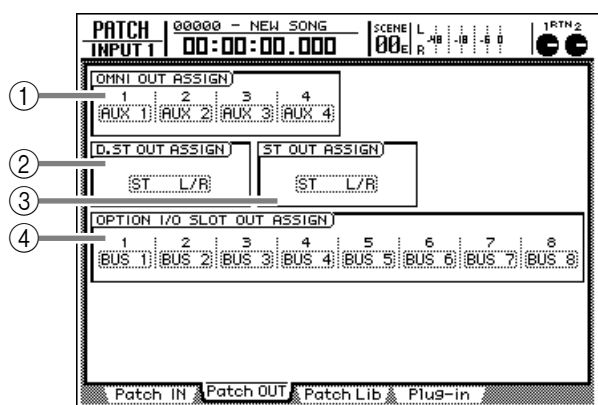 PATCH
INPUT 1
00000 - NEW SONG
00:00:00.000
SCENE
00E
L
R
-48 -18 -6 0
1 RTN 2
① OMNI OUT ASSIGN
1 2 3 4
AUX 1 AUX 2 AUX 3 AUX 4
② D.ST OUT ASSIGN
ST L/R
③ ST OUT ASSIGN
ST L/R
④ OPTION I/O SLOT OUT ASSIGN
1 2 3 4 5 6 7 8
BUS 1 BUS 2 BUS 3 BUS 4 BUS 5 BUS 6 BUS 7 BUS 8
Patch IN Patch OUT Patch Lib Plug-in